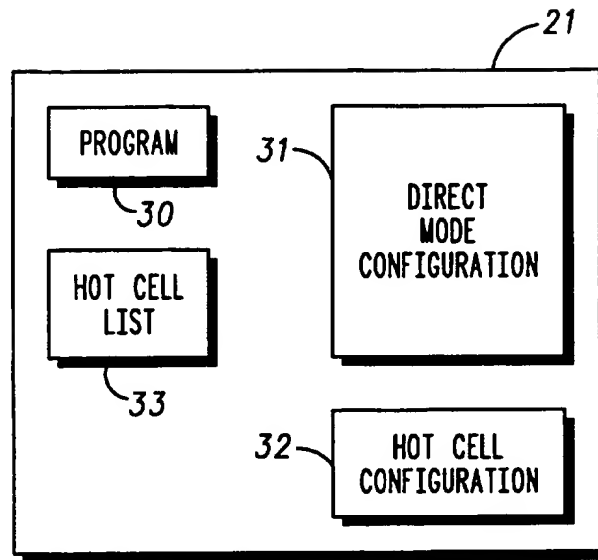 21
PROGRAM
30
31
DIRECT
MODE
CONFIGURATION
HOT CELL
LIST
33
32
HOT CELL
CONFIGURATION